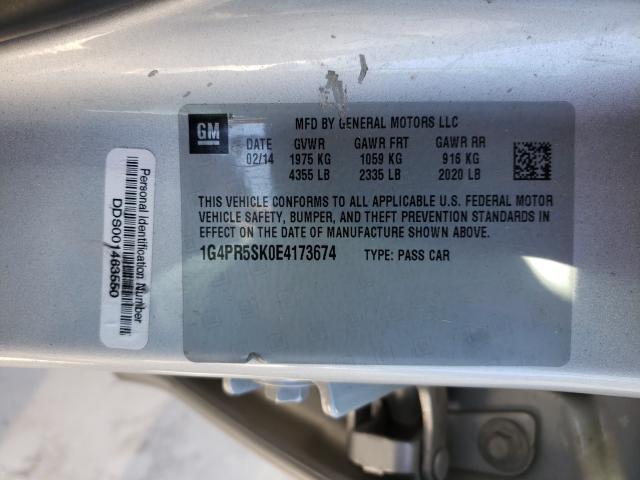 GM
MFD BY GENERAL MOTORS LLC
DATE GVWR GAWR FRT GAWR RR
02/14 1975 KG 1059 KG 916 KG
4355 LB 2335 LB 2020 LB
THIS VEHICLE CONFORMS TO ALL APPLICABLE U.S. FEDERAL MOTOR
VEHICLE SAFETY, BUMPER, AND THEFT PREVENTION STANDARDS IN
EFFECT ON THE DATE OF MANUFACTURE SHOWN ABOVE.
1G4PR5SK0E4173674 TYPE: PASS CAR
Personal Identification Number
DDS001463550